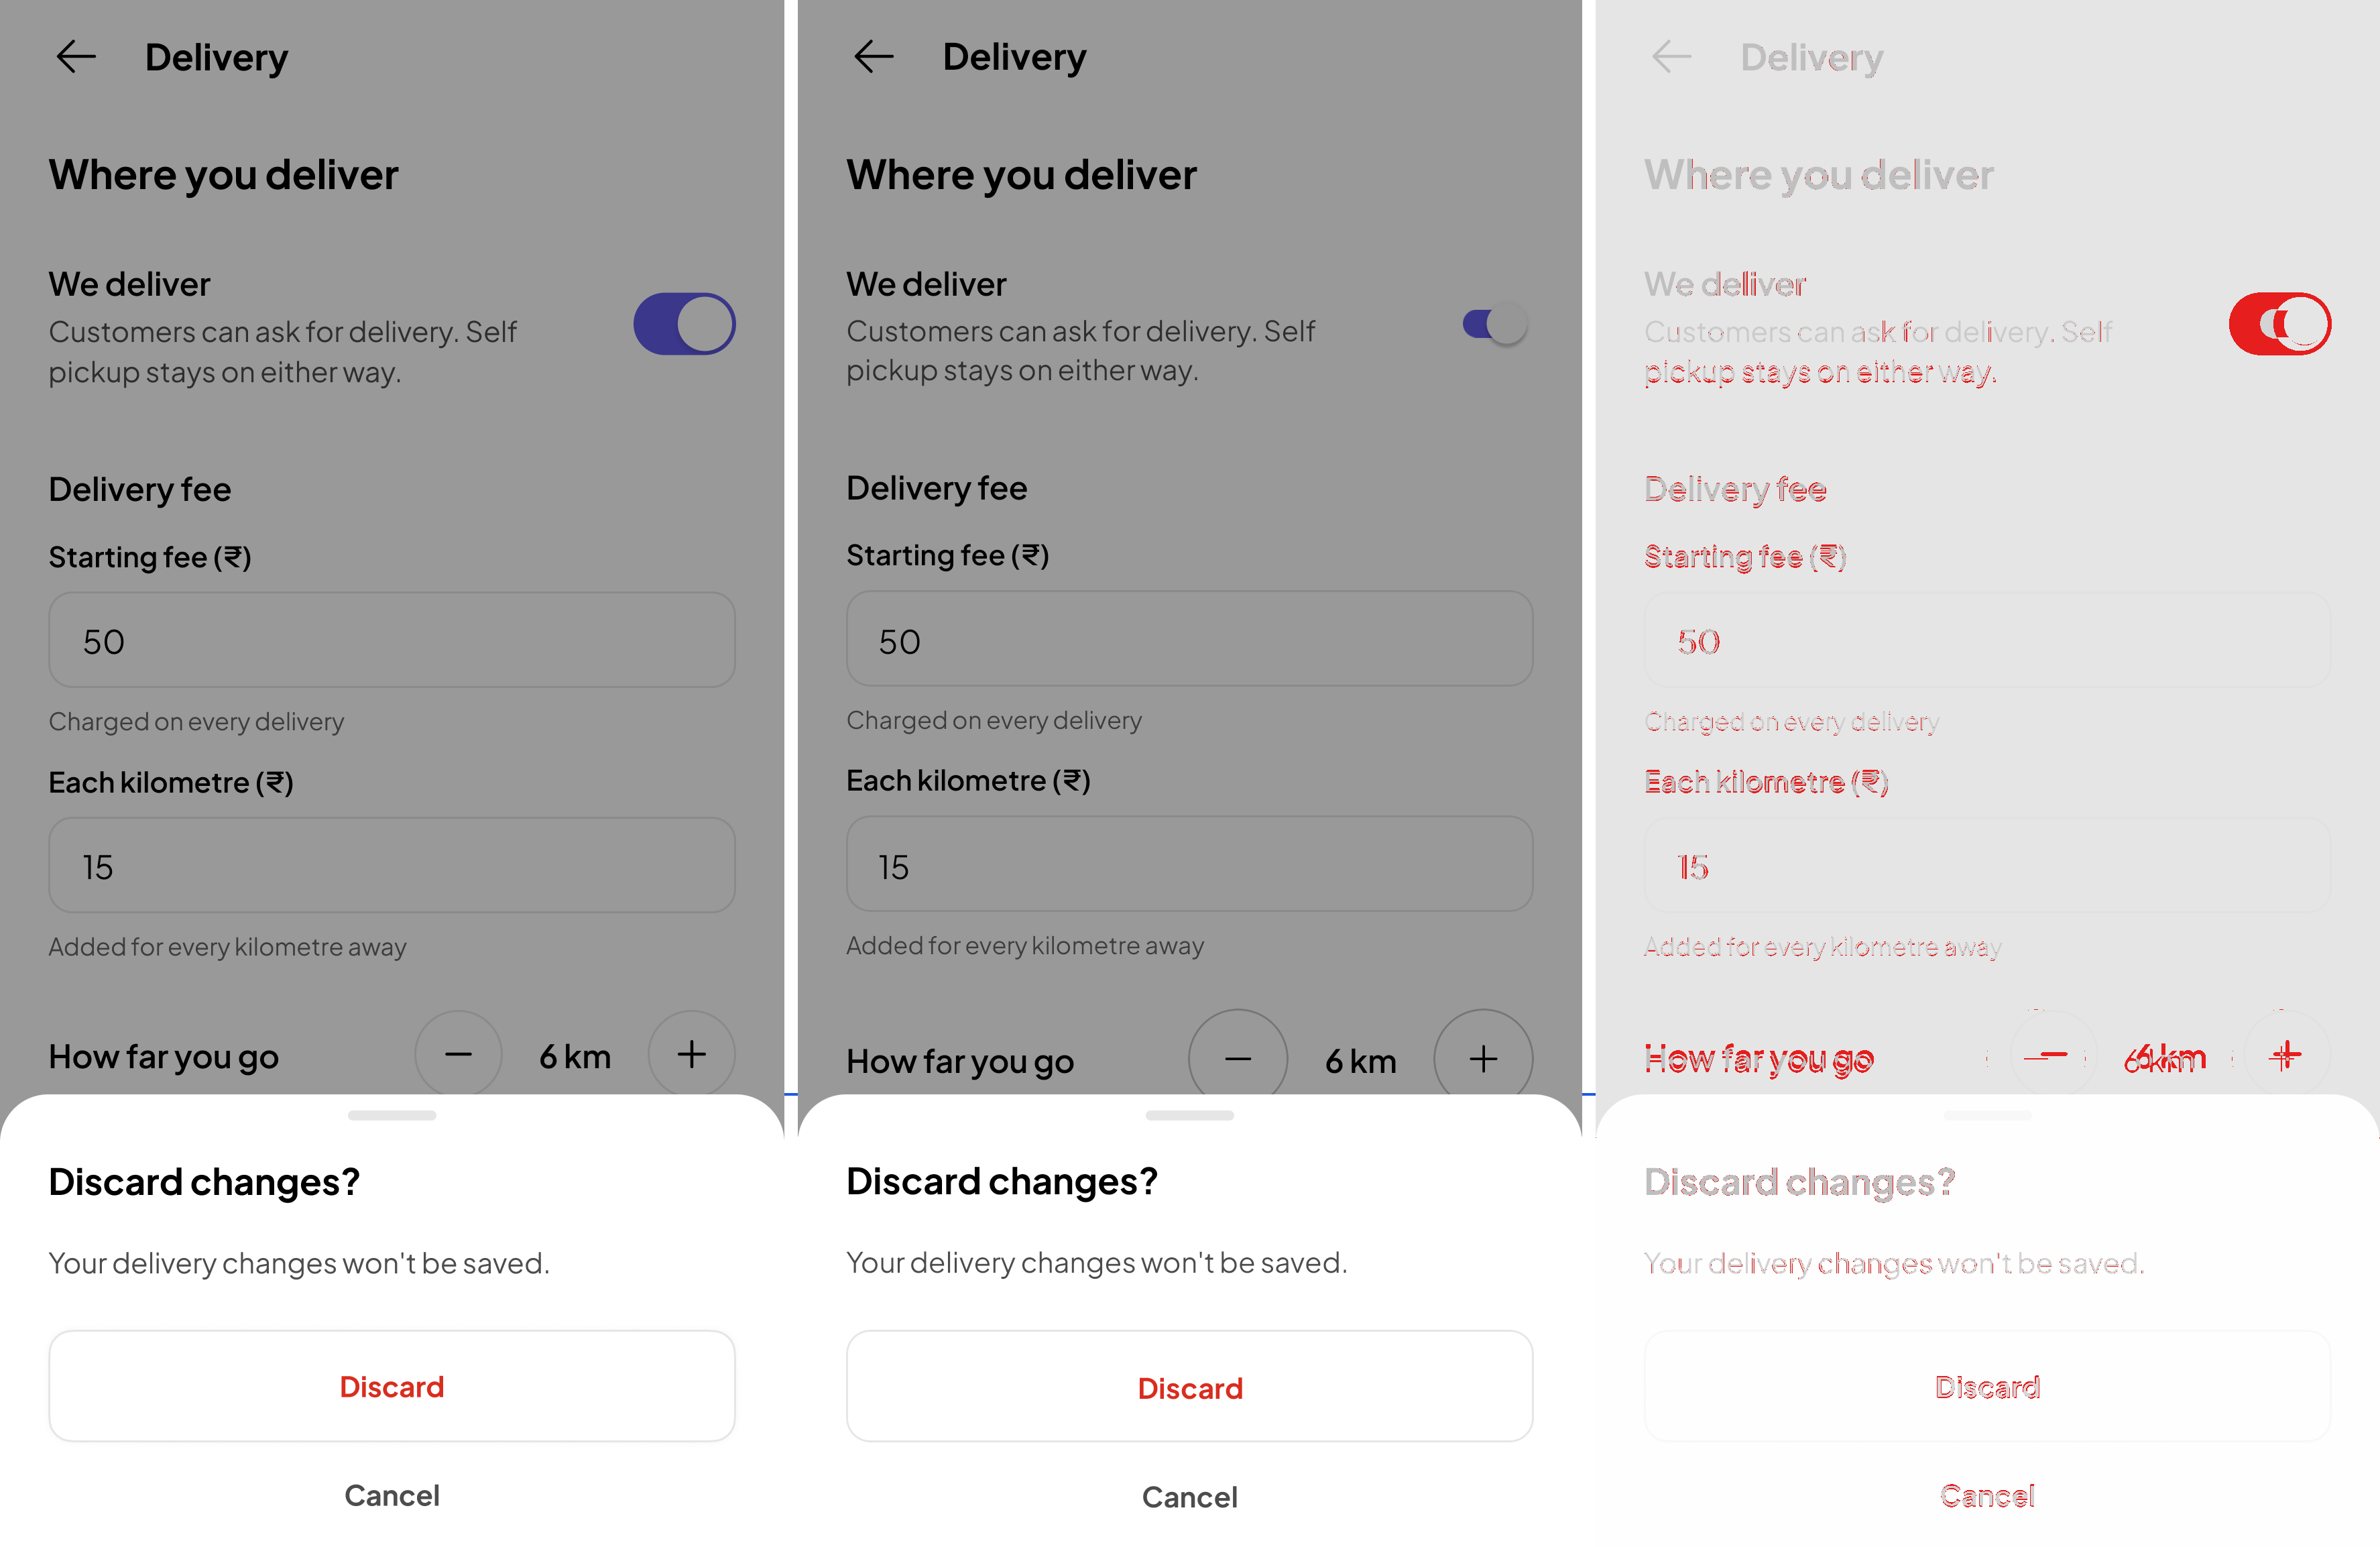 Delivery
Where you deliver
We deliver
Customers can ask for delivery. Self
pickup stays on either way.
Delivery fee
Starting fee (₹)
50
Charged on every delivery
Each kilometre (₹)
15
Added for every kilometre away
How far you go
6 km
Discard changes?
Your delivery changes won't be saved.
Discard
Cancel
Delivery
Where you deliver
We deliver
Customers can ask for delivery. Self
pickup stays on either way.
Delivery fee
Starting fee (₹)
50
Charged on every delivery
Each kilometre (₹)
15
Added for every kilometre away
How far you go
6 km
Discard changes?
Your delivery changes won't be saved.
Discard
Cancel
Delivery
Where you deliver
We deliver
Customers can ask for delivery. Self
pickup stays on either way.
Delivery fee
Starting fee (₹)
50
Charged on every delivery
Each kilometre (₹)
15
Added for every kilometre away
How far you go
6 km
Discard changes?
Your delivery changes won't be saved.
Discard
Cancel